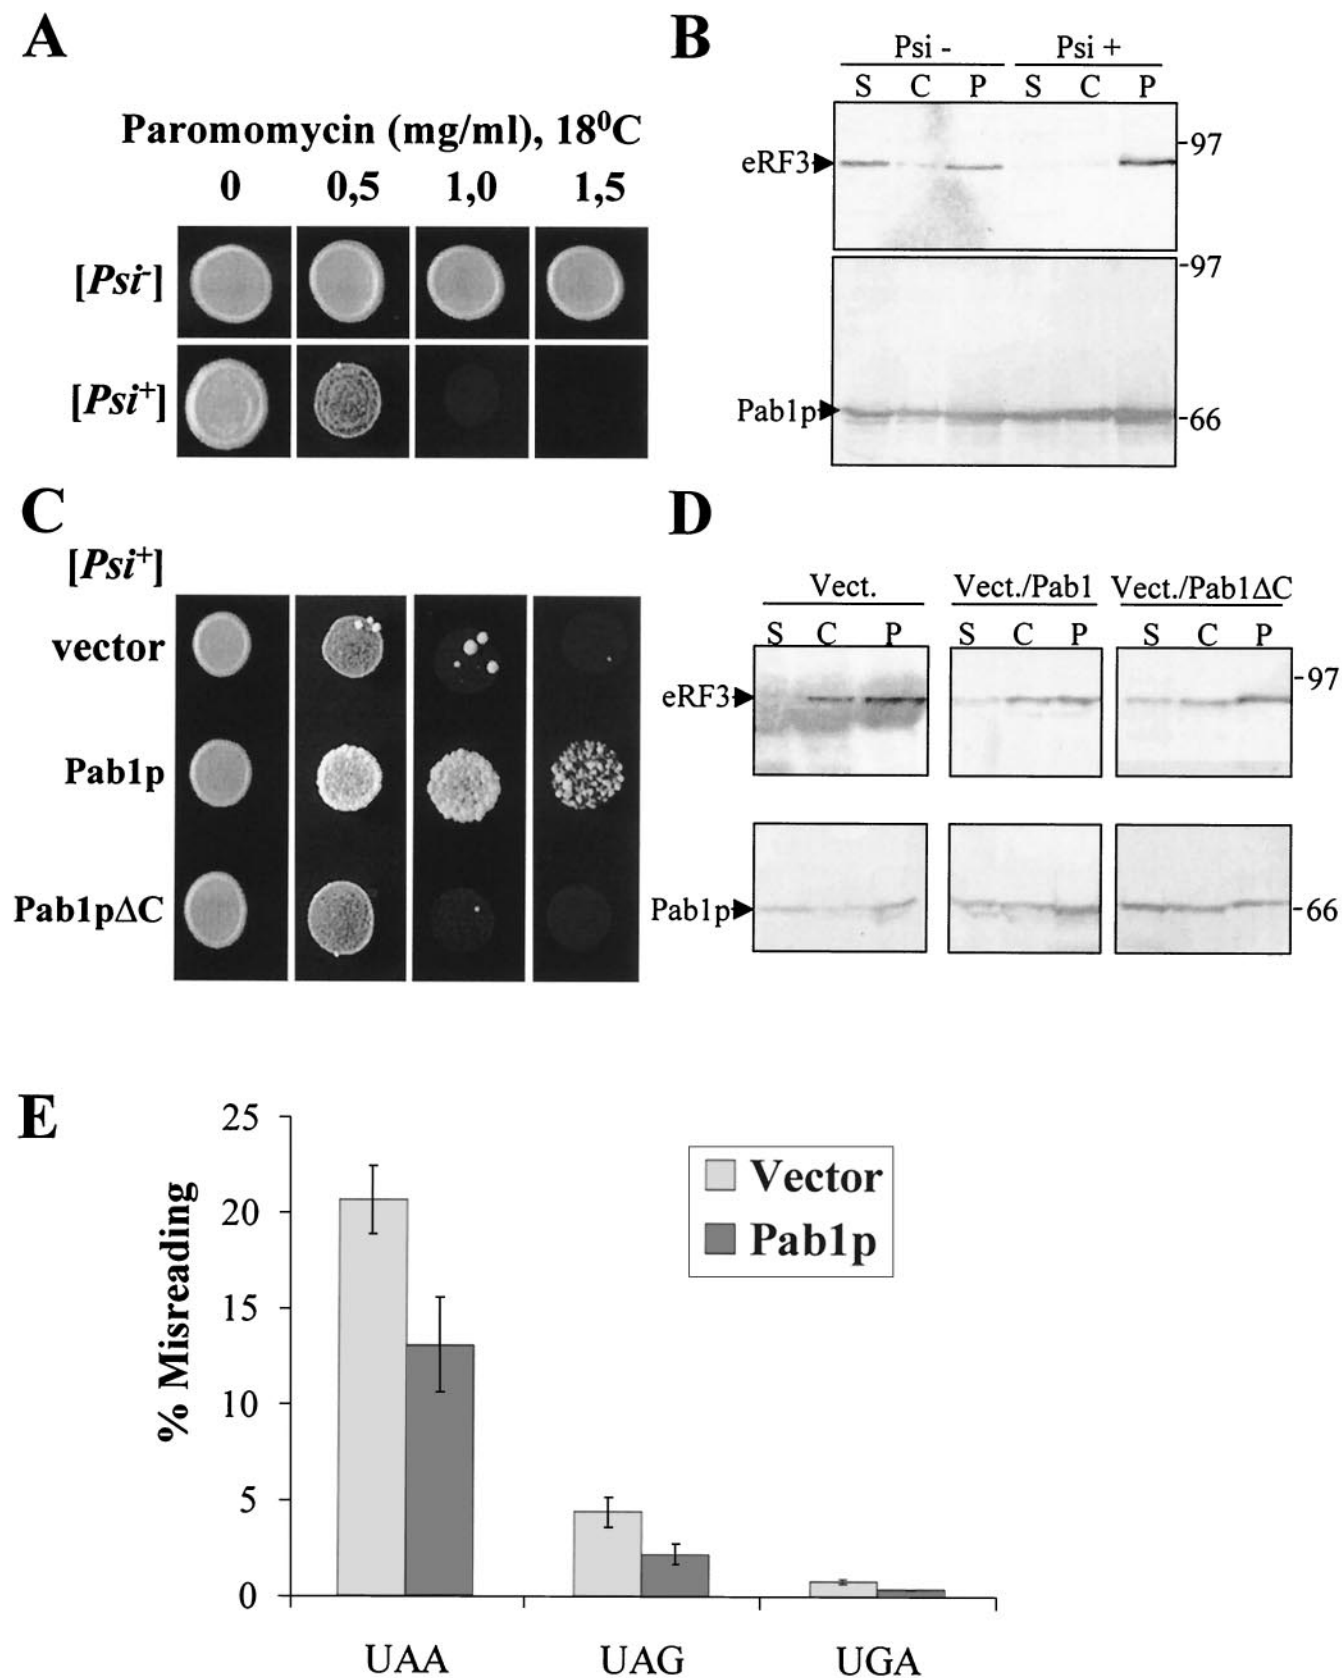 A
Paromomycin (mg/ml), 18⁰C
0 0,5 1,0 1,5
[Psi⁻]
[Psi⁺]
B
Psi - Psi +
S C P S C P
eRF3 -97
-97
Pab1p -66
C
[Psi⁺]
vector
Pab1p
Pab1pΔC
D
Vect. Vect./Pab1 Vect./Pab1ΔC
S C P S C P S C P
eRF3 -97
Pab1p -66
E
% Misreading
25
20
15
10
5
0
Vector
Pab1p
UAA UAG UGA